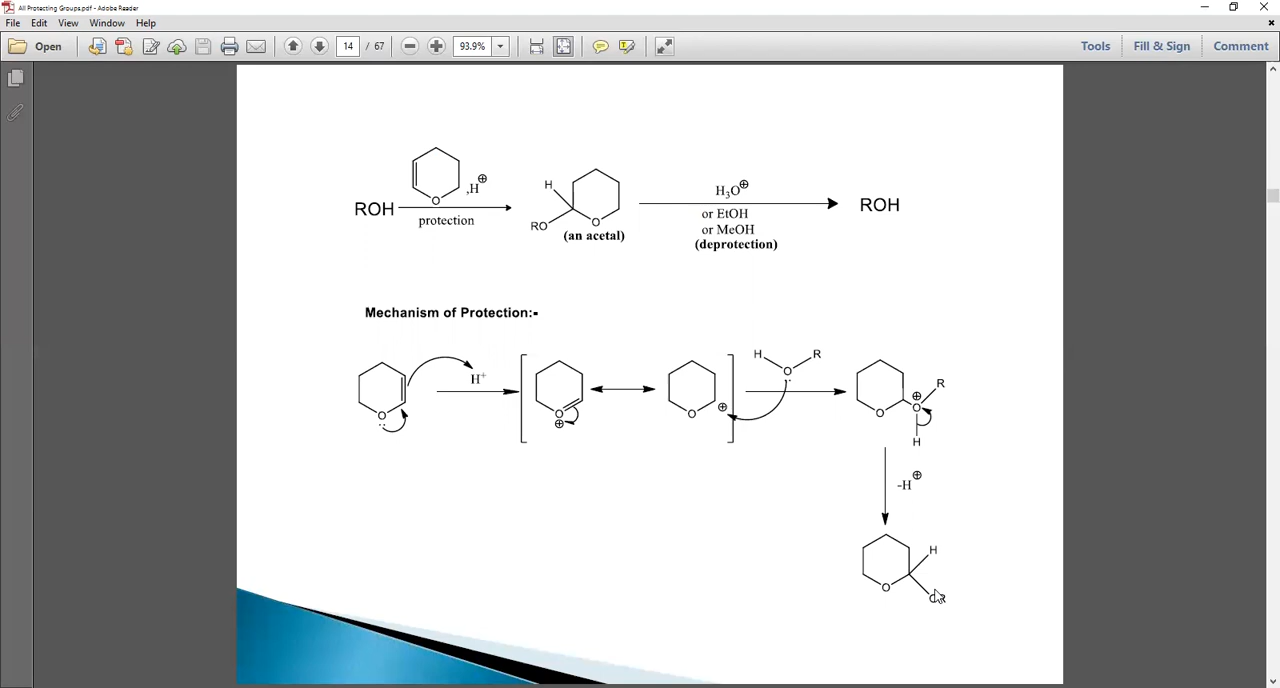 All Protecting Groups.pdf - Adobe Reader
File Edit View Window Help
Open 14 / 67 93.9% Tools Fill & Sign Comment
ROH
O
,H⊕
protection
H
RO
O
(an acetal)
H₃O⊕
or EtOH
or MeOH
(deprotection)
ROH
Mechanism of Protection:-
O
H⁺
O
⊕
O
⊕
H
R
O
O
⊕
O
R
H
-H⊕
O
H